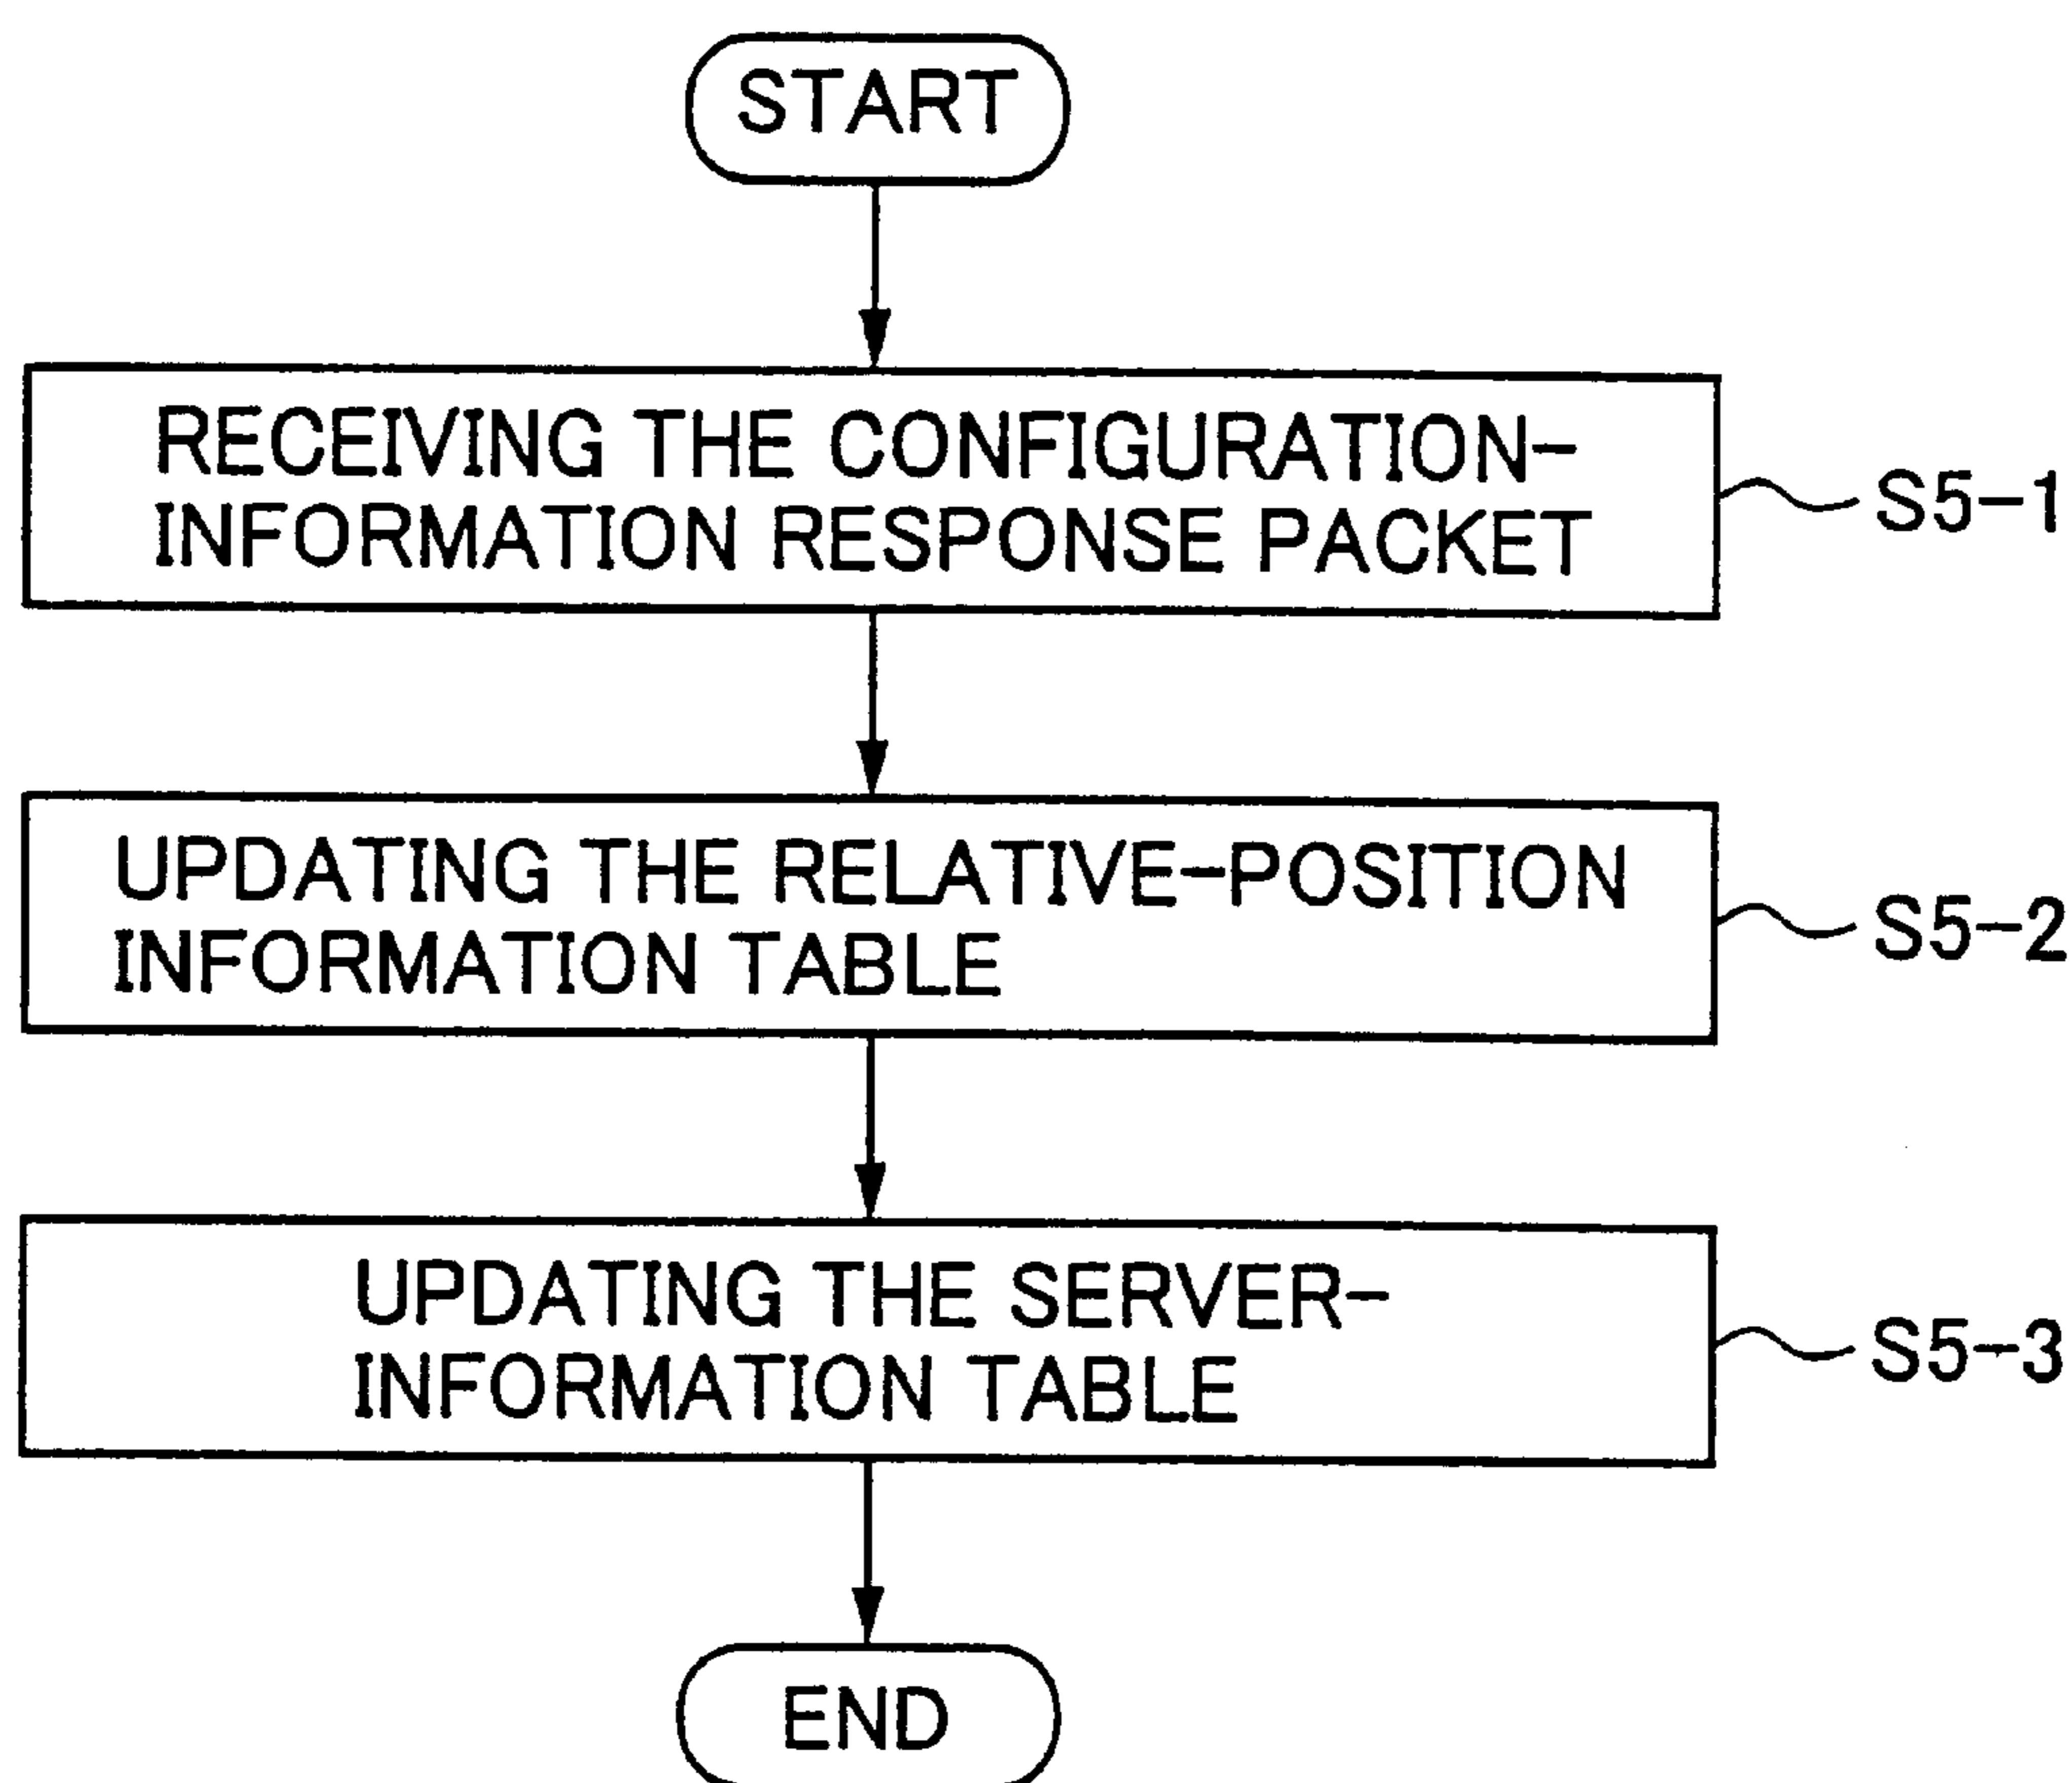 START
RECEIVING THE CONFIGURATION-
INFORMATION RESPONSE PACKET
S5-1
UPDATING THE RELATIVE-POSITION
INFORMATION TABLE
S5-2
UPDATING THE SERVER-
INFORMATION TABLE
S5-3
END